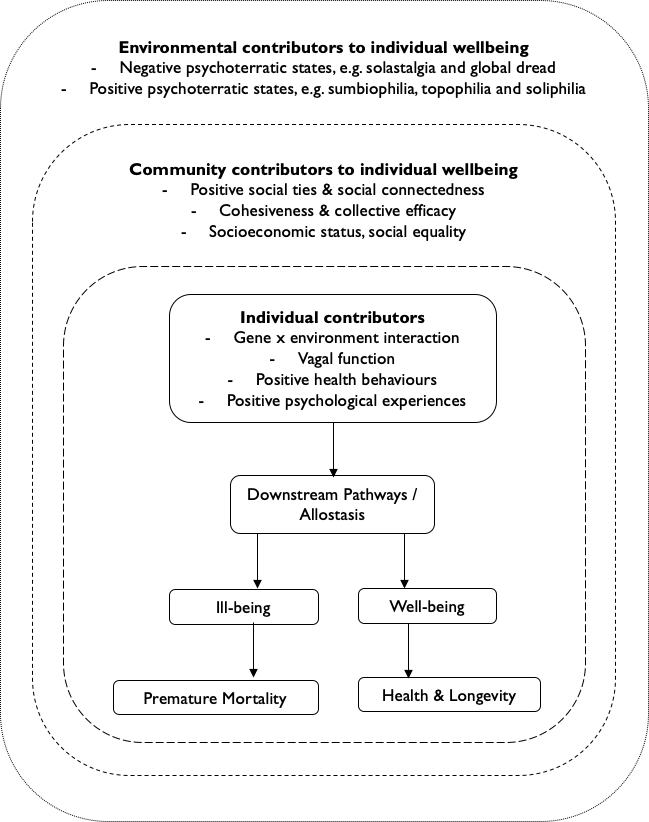 Environmental contributors to individual wellbeing
- Negative psychoterratic states, e.g. solastalgia and global dread
- Positive psychoterratic states, e.g. sumbiophilia, topophilia and soliphilia
Community contributors to individual wellbeing
- Positive social ties & social connectedness
- Cohesiveness & collective efficacy
- Socioeconomic status, social equality
Individual contributors
- Gene x environment interaction
- Vagal function
- Positive health behaviours
- Positive psychological experiences
Downstream Pathways /
Allostasis
Ill-being
Well-being
Premature Mortality
Health & Longevity